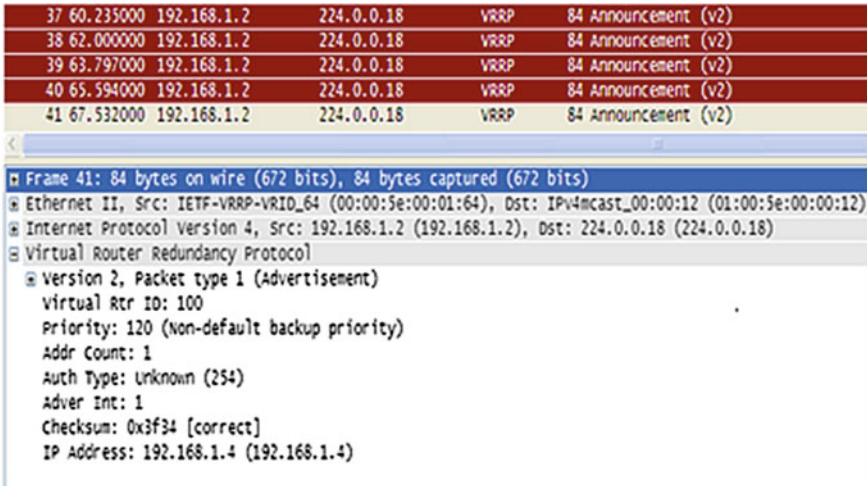 37 60.235000 192.168.1.2 224.0.0.18 VRRP 84 Announcement (v2)
38 62.000000 192.168.1.2 224.0.0.18 VRRP 84 Announcement (v2)
39 63.797000 192.168.1.2 224.0.0.18 VRRP 84 Announcement (v2)
40 65.594000 192.168.1.2 224.0.0.18 VRRP 84 Announcement (v2)
41 67.532000 192.168.1.2 224.0.0.18 VRRP 84 Announcement (v2)
Frame 41: 84 bytes on wire (672 bits), 84 bytes captured (672 bits)
Ethernet II, Src: IETF-VRRP-VRID_64 (00:00:5e:00:01:64), Dst: IPv4mcast_00:00:12 (01:00:5e:00:00:12)
Internet Protocol Version 4, Src: 192.168.1.2 (192.168.1.2), Dst: 224.0.0.18 (224.0.0.18)
Virtual Router Redundancy Protocol
Version 2, Packet type 1 (Advertisement)
Virtual Rtr ID: 100
Priority: 120 (Non-default backup priority)
Addr Count: 1
Auth Type: Unknown (254)
Adver Int: 1
Checksum: 0x3f34 [correct]
IP Address: 192.168.1.4 (192.168.1.4)